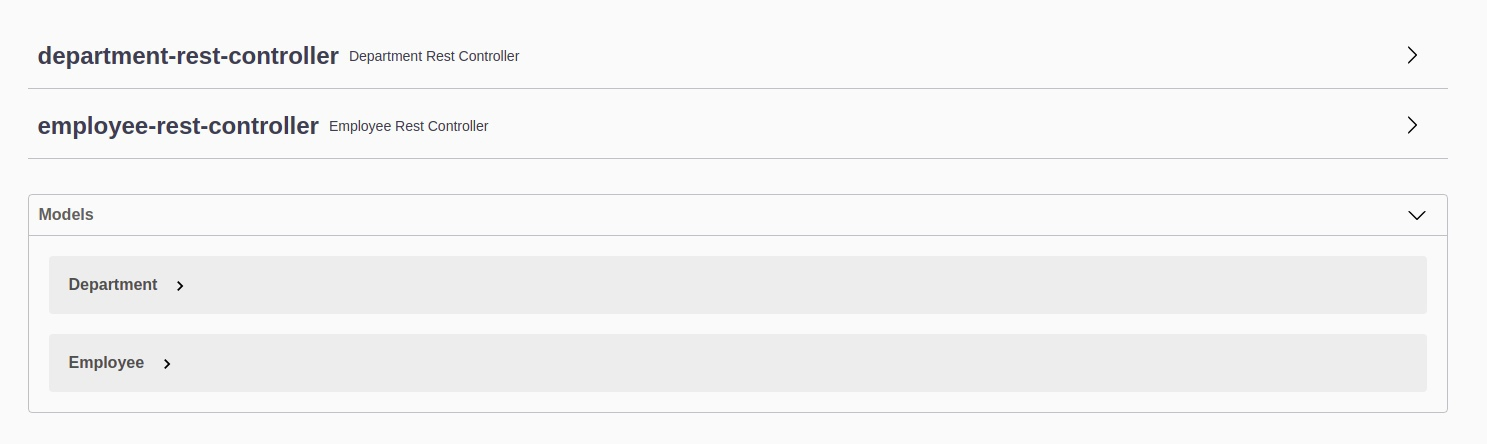 department-rest-controller Department Rest Controller
employee-rest-controller Employee Rest Controller
Models
Department
Employee